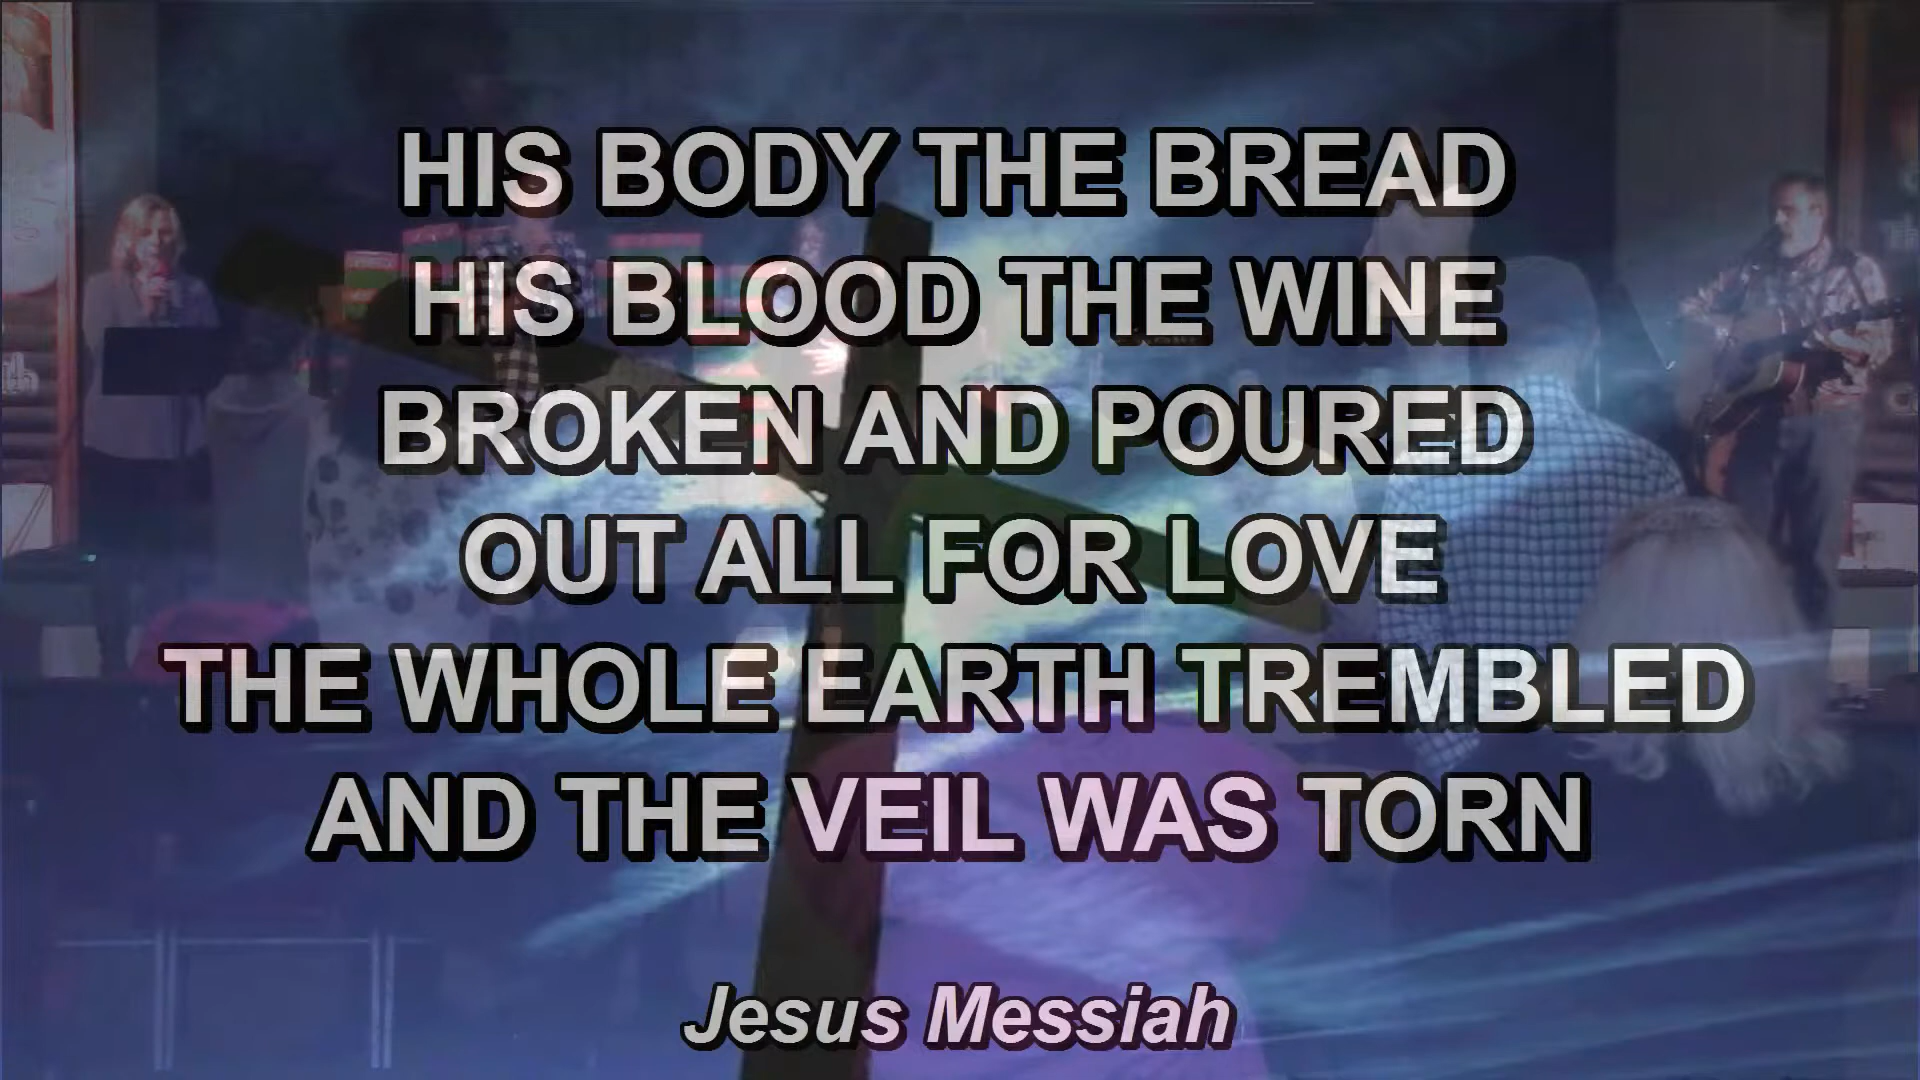 HIS BODY THE BREAD
HIS BLOOD THE WINE
BROKEN AND POURED
OUT ALL FOR LOVE
THE WHOLE EARTH TREMBLED
AND THE VEIL WAS TORN
Jesus Messiah